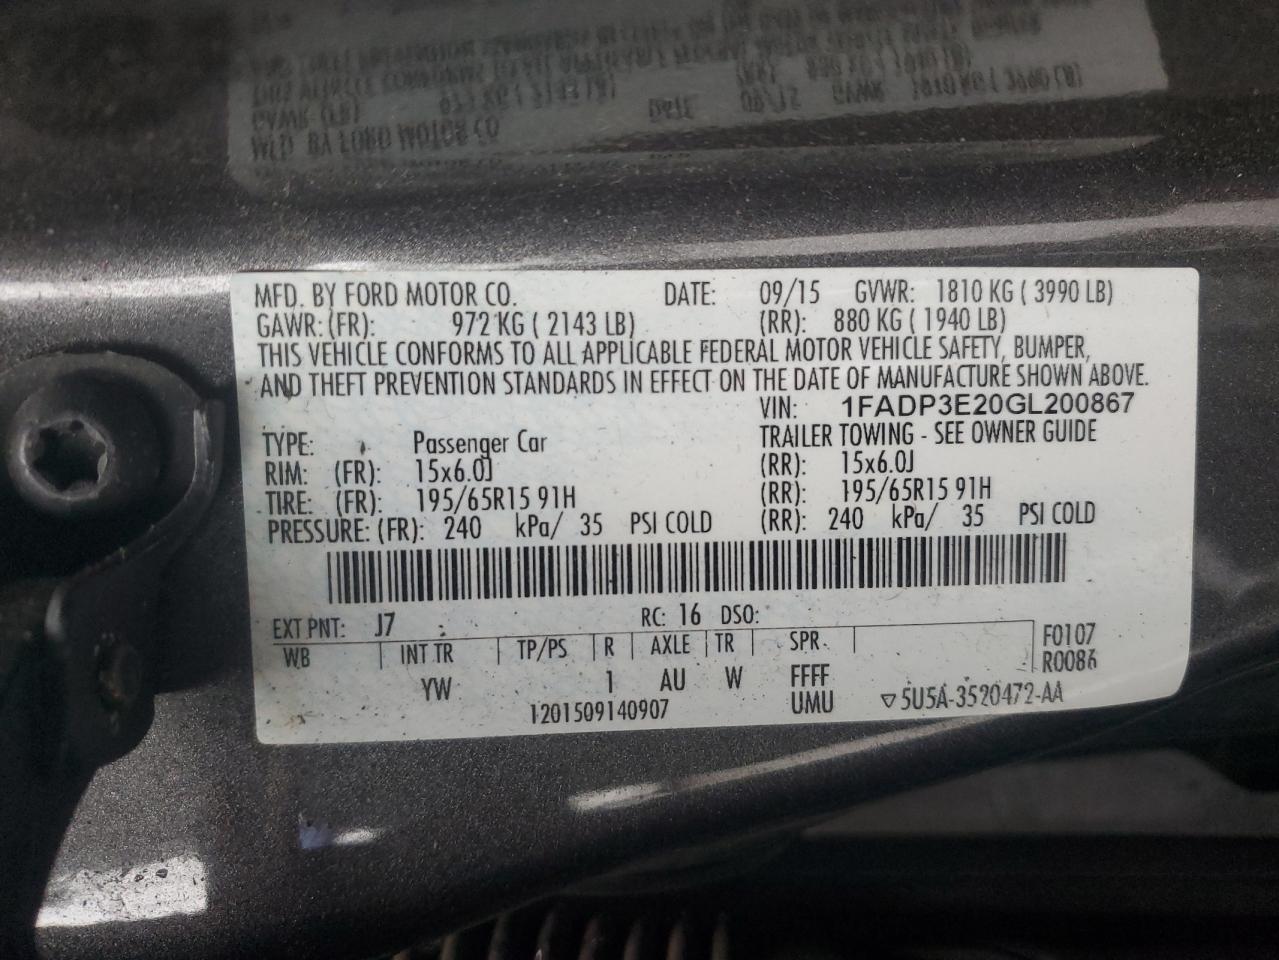 MFD. BY FORD MOTOR CO. DATE: 09/15 GVWR: 1810 KG ( 3990 LB)
GAWR: (FR): 972 KG ( 2143 LB) (RR): 880 KG ( 1940 LB)
THIS VEHICLE CONFORMS TO ALL APPLICABLE FEDERAL MOTOR VEHICLE SAFETY, BUMPER,
AND THEFT PREVENTION STANDARDS IN EFFECT ON THE DATE OF MANUFACTURE SHOWN ABOVE.
VIN: 1FADP3E20GL200867
TYPE: Passenger Car TRAILER TOWING - SEE OWNER GUIDE
RIM: (FR): 15x6.0J (RR): 15x6.0J
TIRE: (FR): 195/65R15 91H (RR): 195/65R15 91H
PRESSURE: (FR): 240 kPa/ 35 PSI COLD (RR): 240 kPa/ 35 PSI COLD
EXT PNT: J7 RC: 16 DSO:
WB INT TR TP/PS R AXLE TR SPR F0107
YW 1 AU W FFFF R0086
1201509140907 UMU ▽5U5A-3520472-AA